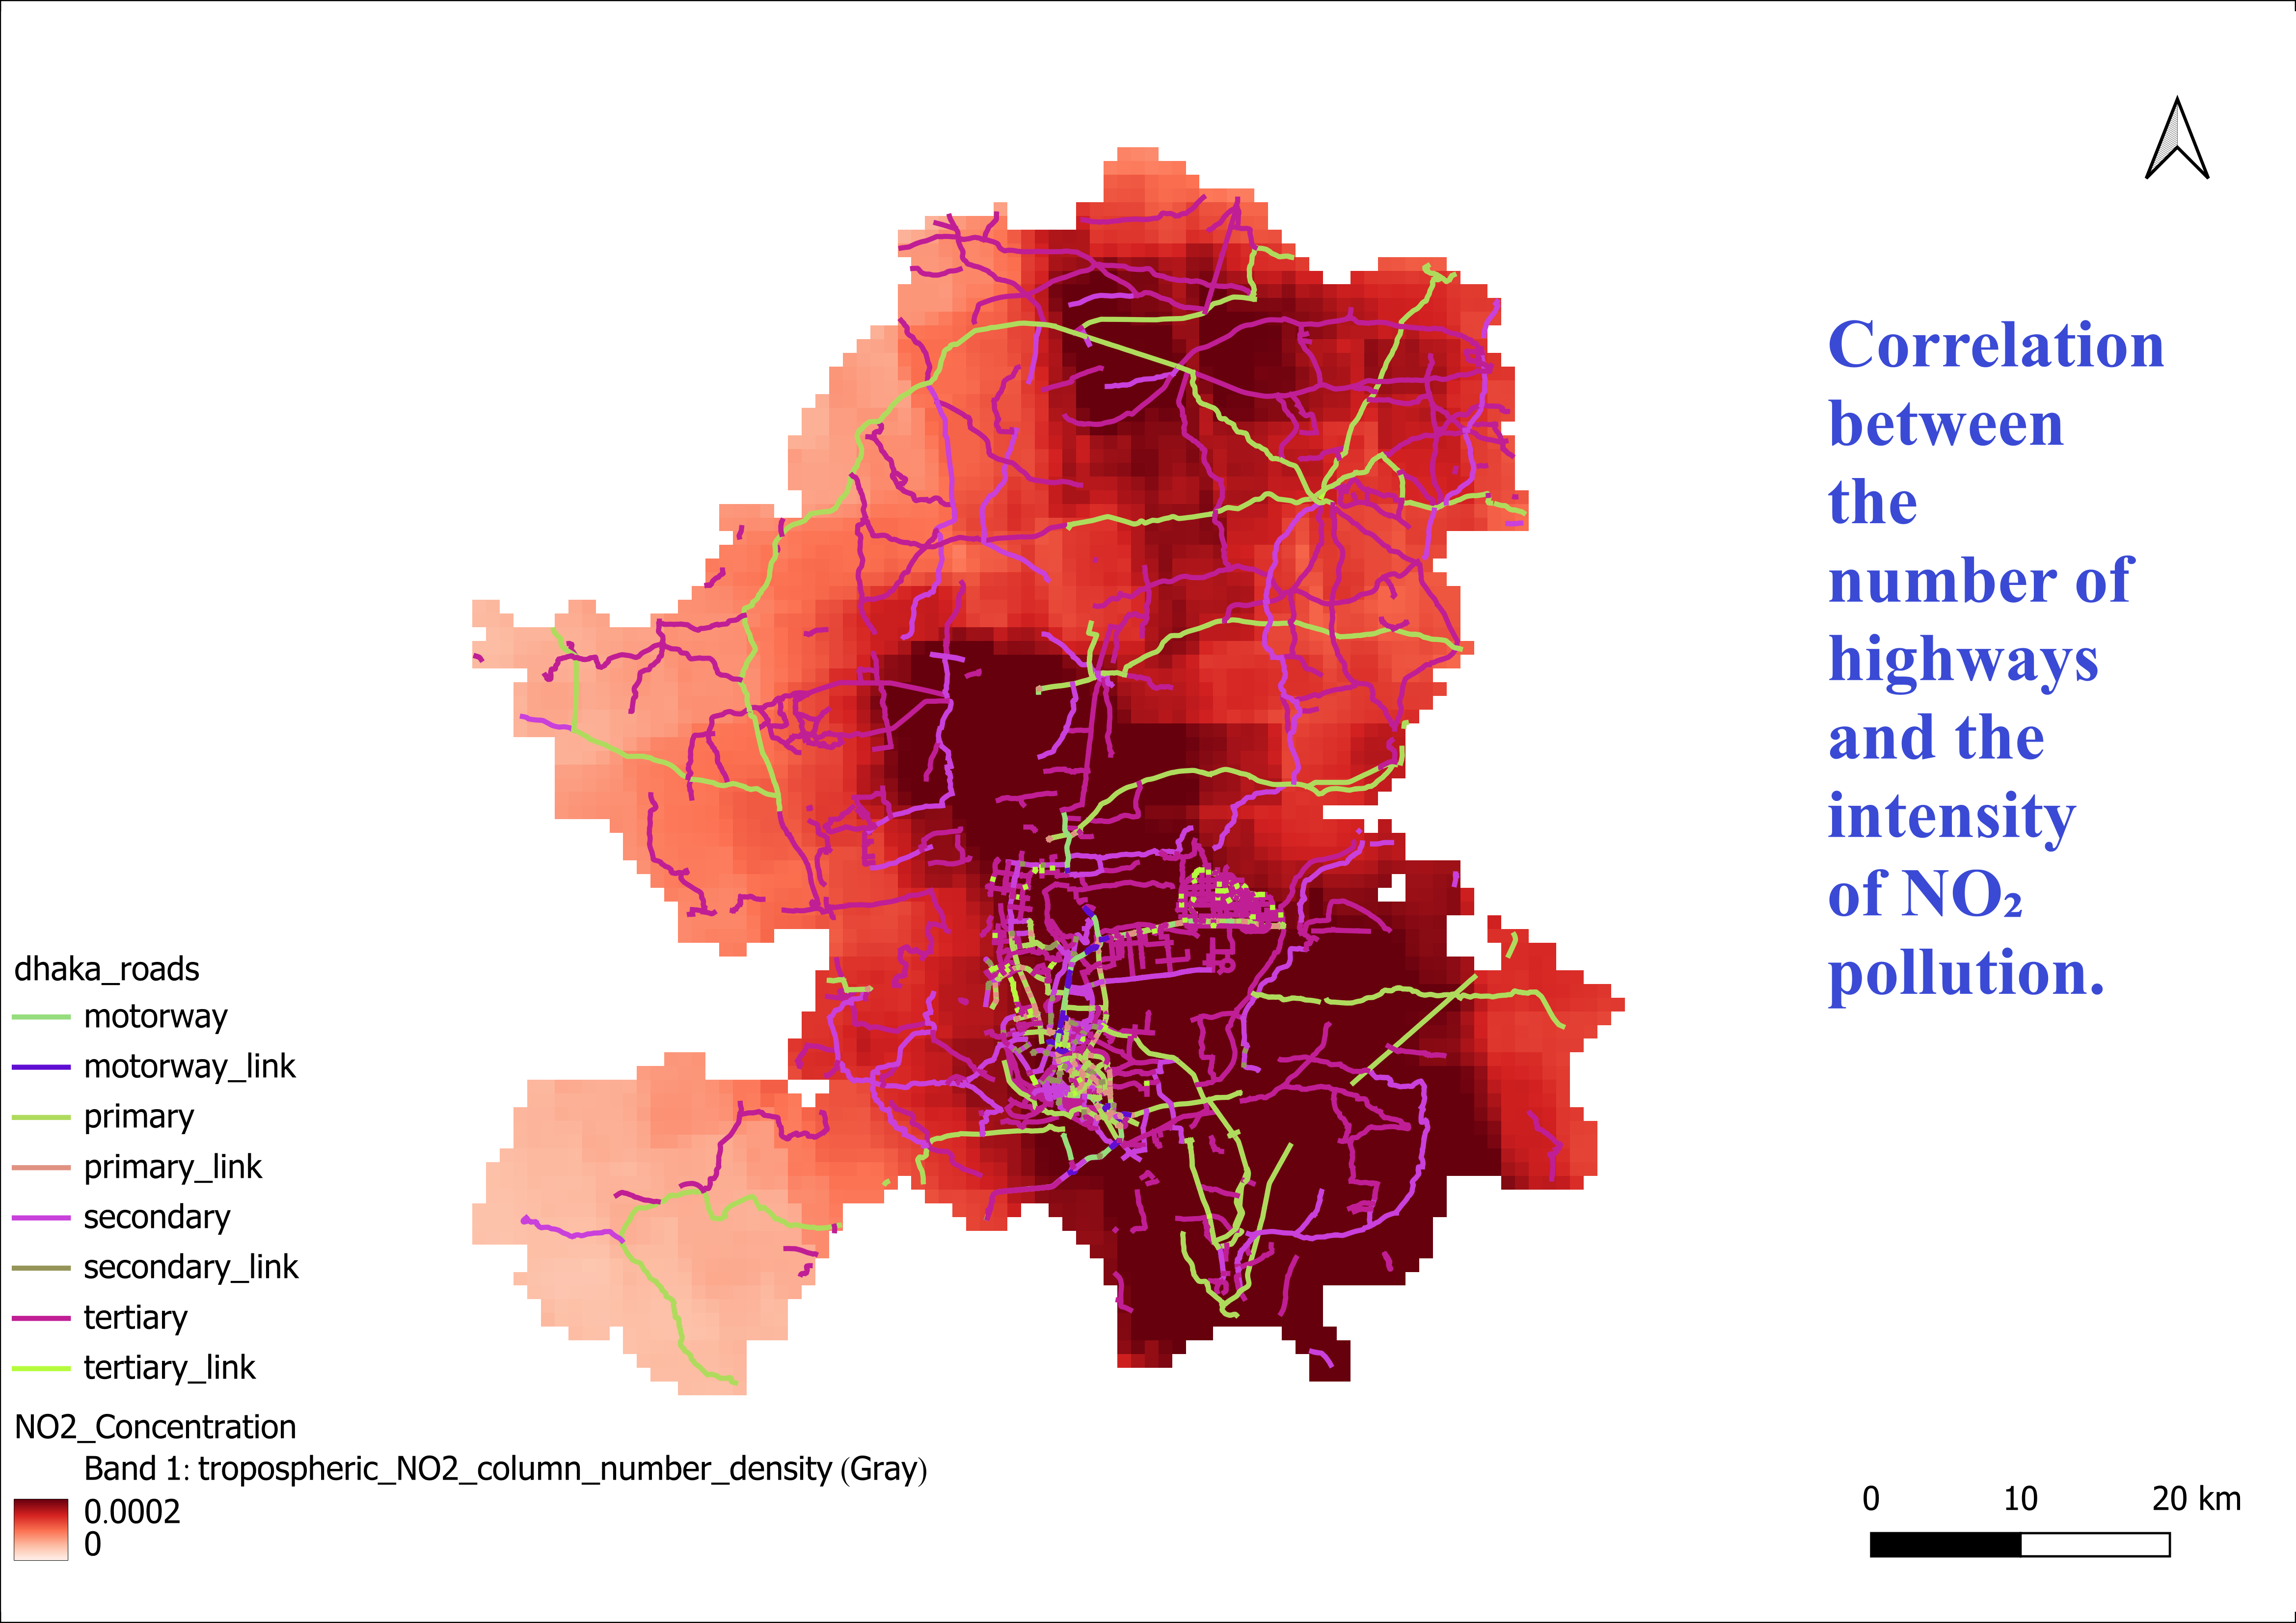 Correlation
between
the
number of
highways
and the
intensity
of NO₂
pollution.
dhaka_roads
motorway
motorway_link
primary
primary_link
secondary
secondary_link
tertiary
tertiary_link
NO2_Concentration
Band 1: tropospheric_NO2_column_number_density (Gray)
0.0002
0
0 10 20 km